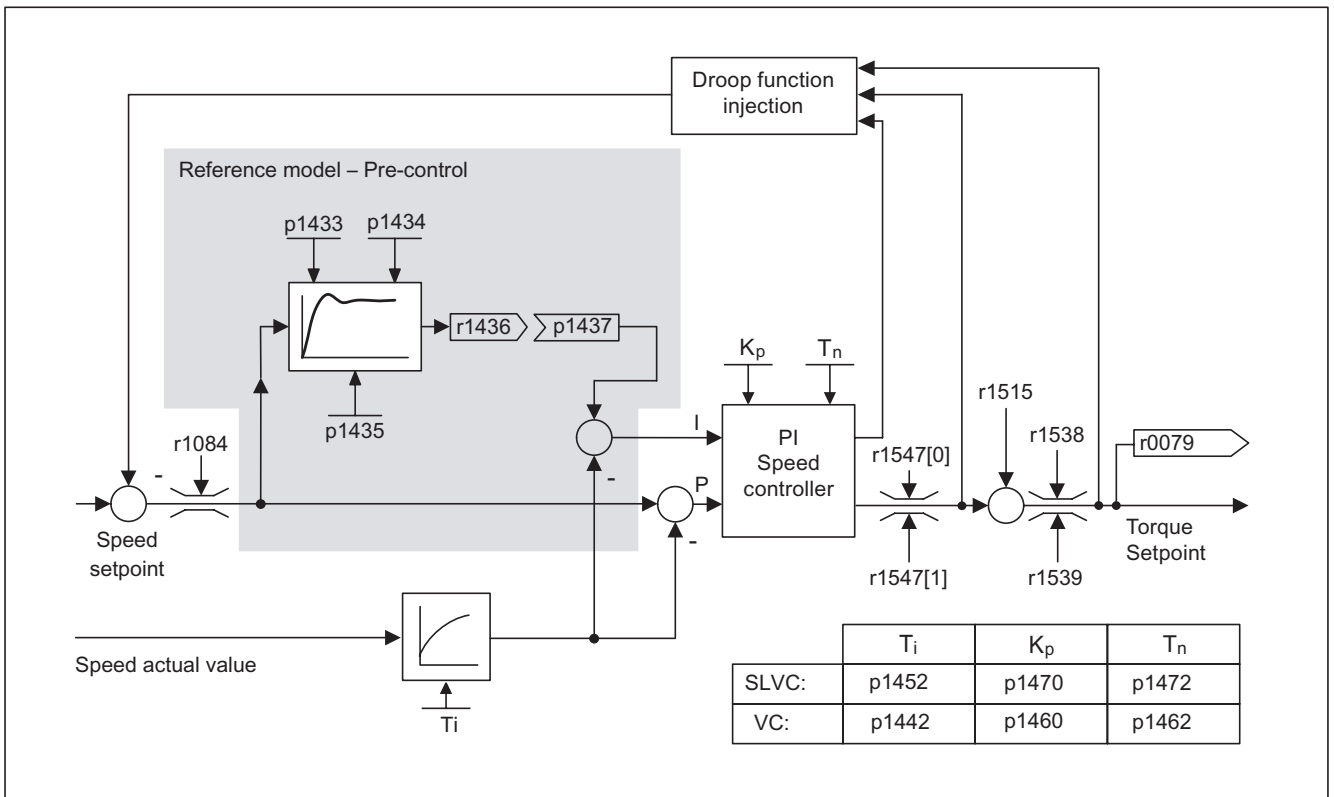 Droop function
injection
Reference model – Pre-control
p1433
p1434
r1436
p1437
p1435
r1084
-
Speed
setpoint
I
-
P
-
Kp
Tn
PI
Speed
controller
r1547[0]
r1547[1]
r1515
r1538
r1539
r0079
Torque
Setpoint
Speed actual value
Ti
Ti Kp Tn
SLVC: p1452 p1470 p1472
VC: p1442 p1460 p1462